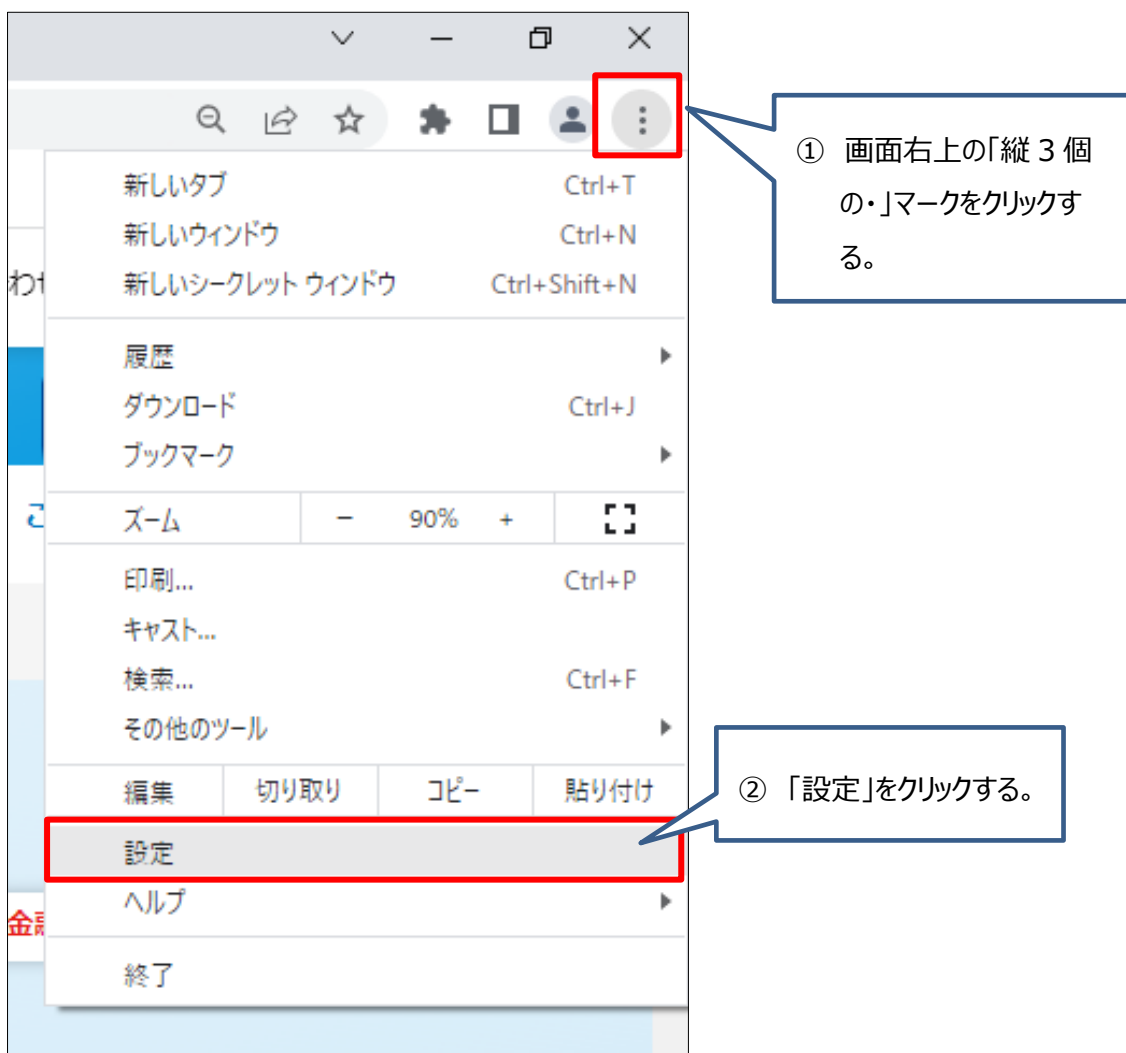 ① 画面右上の「縦 3 個
の・」マークをクリックす
る。
新しいタブ Ctrl+T
新しいウィンドウ Ctrl+N
新しいシークレット ウィンドウ Ctrl+Shift+N
わせ
履歴
ダウンロード Ctrl+J
ブックマーク
ズーム − 90% +
印刷... Ctrl+P
キャスト...
検索... Ctrl+F
その他のツール
編集 切り取り コピー 貼り付け
② 「設定」をクリックする。
設定
ヘルプ
金
終了